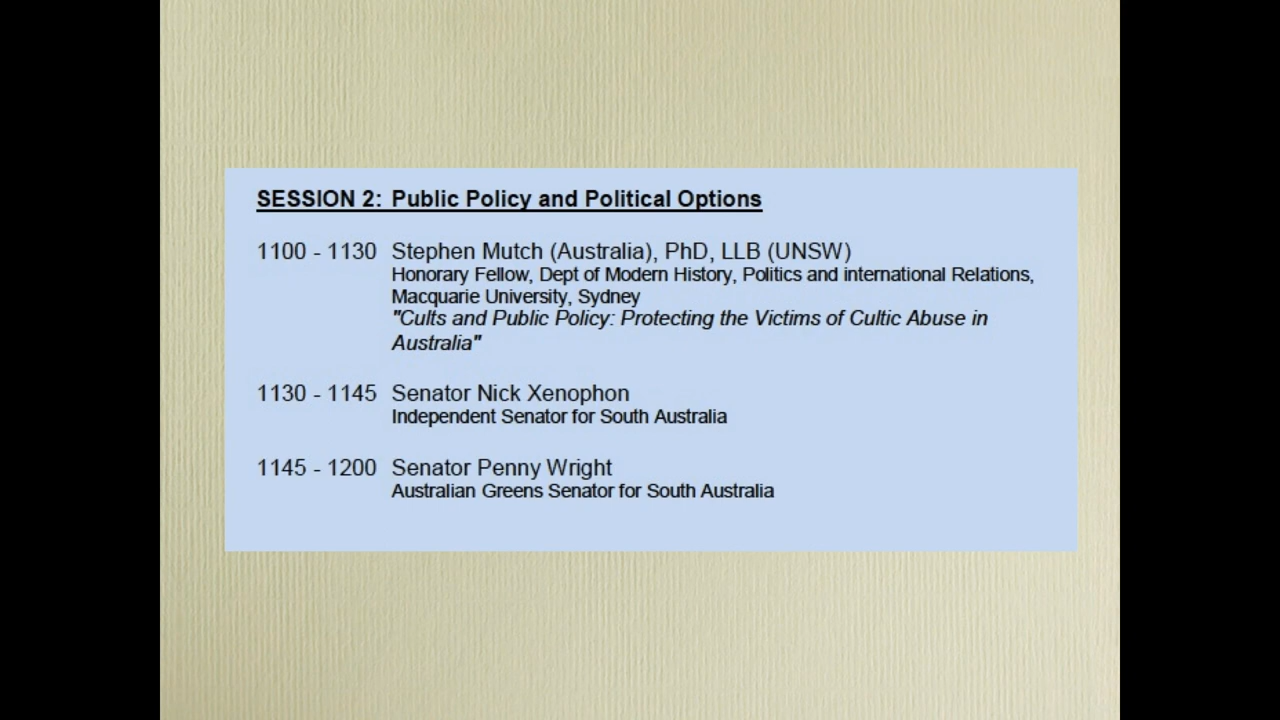 SESSION 2: Public Policy and Political Options
1100 - 1130 Stephen Mutch (Australia), PhD, LLB (UNSW)
Honorary Fellow, Dept of Modern History, Politics and international Relations,
Macquarie University, Sydney
"Cults and Public Policy: Protecting the Victims of Cultic Abuse in
Australia"
1130 - 1145 Senator Nick Xenophon
Independent Senator for South Australia
1145 - 1200 Senator Penny Wright
Australian Greens Senator for South Australia